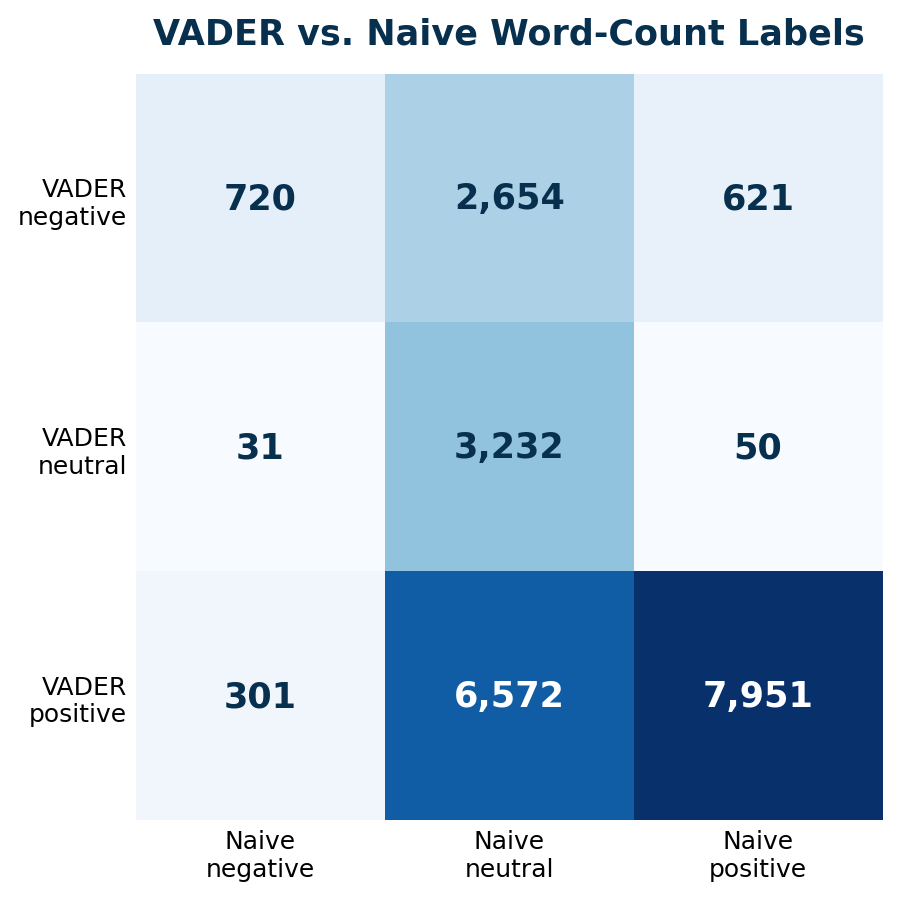 VADER vs. Naive Word-Count Labels
VADER
negative
720
2,654
621
VADER
neutral
31
3,232
50
VADER
positive
301
6,572
7,951
Naive
negative
Naive
neutral
Naive
positive